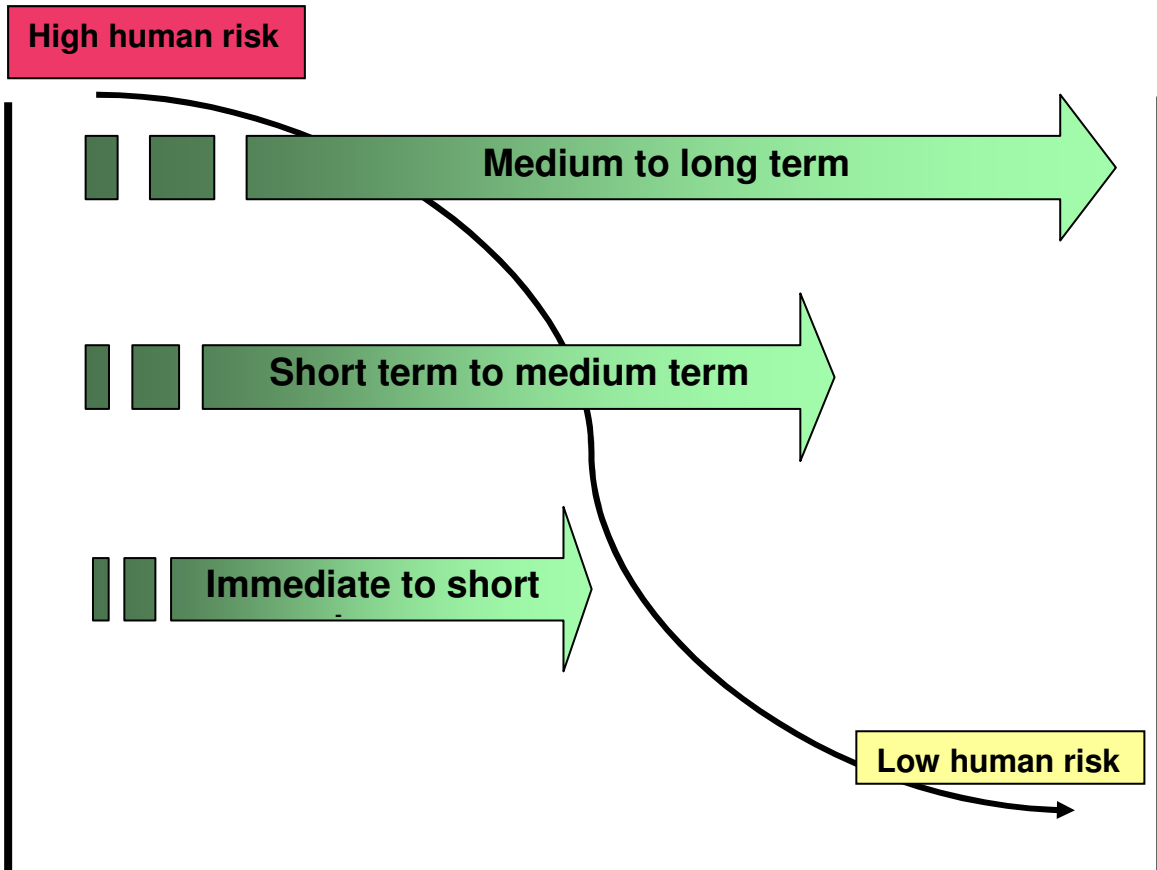 High human risk
Medium to long term
Short term to medium term
Immediate to short
Low human risk